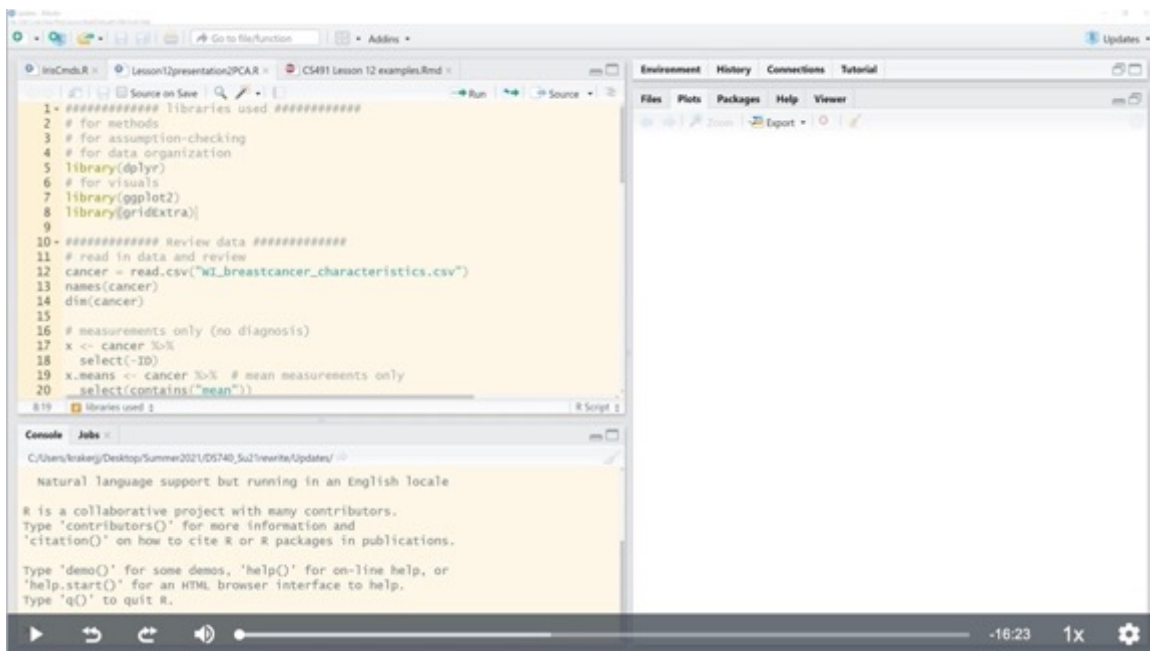 Go to file/function
Addins
Updates
IrisCmds.R
Lesson12presentation2PCA.R
CS491 Lesson 12 examples.Rmd
Source on Save
Run
Source
1 ############# libraries used ############
2 # for methods
3 # for assumption-checking
4 # for data organization
5 library(dplyr)
6 # for visuals
7 library(ggplot2)
8 library(gridExtra)
9
10 ############# Review data #############
11 # read in data and review
12 cancer = read.csv("WI_breastcancer_characteristics.csv")
13 names(cancer)
14 dim(cancer)
15
16 # measurements only (no diagnosis)
17 x <- cancer %>%
18 select(-ID)
19 x.means <- cancer %>% # mean measurements only
20 select(contains("mean"))
8:19 libraries used R Script
Console Jobs
C:/Users/krakerjj/Desktop/Summer2021/DS740_Su21rewrite/Updates/
Natural language support but running in an English locale
R is a collaborative project with many contributors.
Type 'contributors()' for more information and
'citation()' on how to cite R or R packages in publications.
Type 'demo()' for some demos, 'help()' for on-line help, or
'help.start()' for an HTML browser interface to help.
Type 'q()' to quit R.
Environment History Connections Tutorial
Files Plots Packages Help Viewer
Zoom Export
-16:23 1x